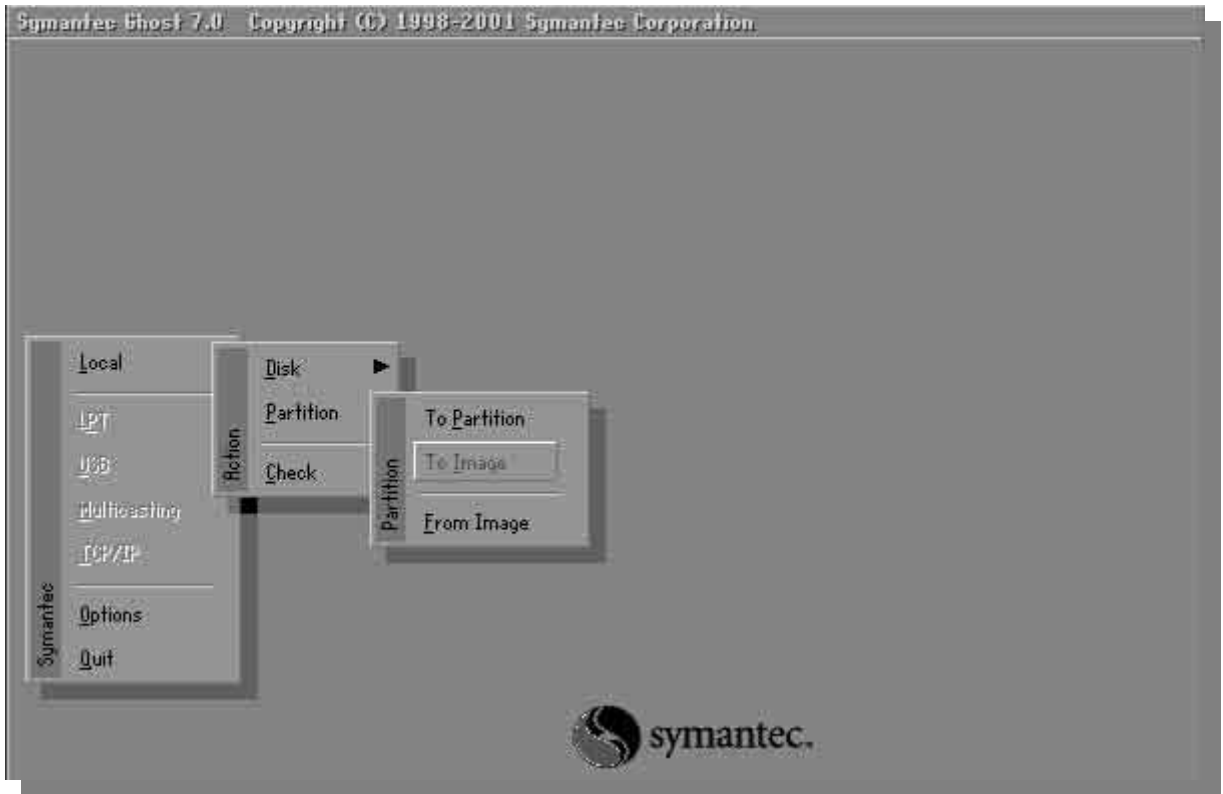 Symantec Ghost 7.0 Copyright (C) 1998-2001 Symantec Corporation
Symantec
Local
LPT
USB
Multicasting
TCP/IP
Options
Quit
Action
Disk
Partition
Check
Partition
To Partition
To Image
From Image
symantec.